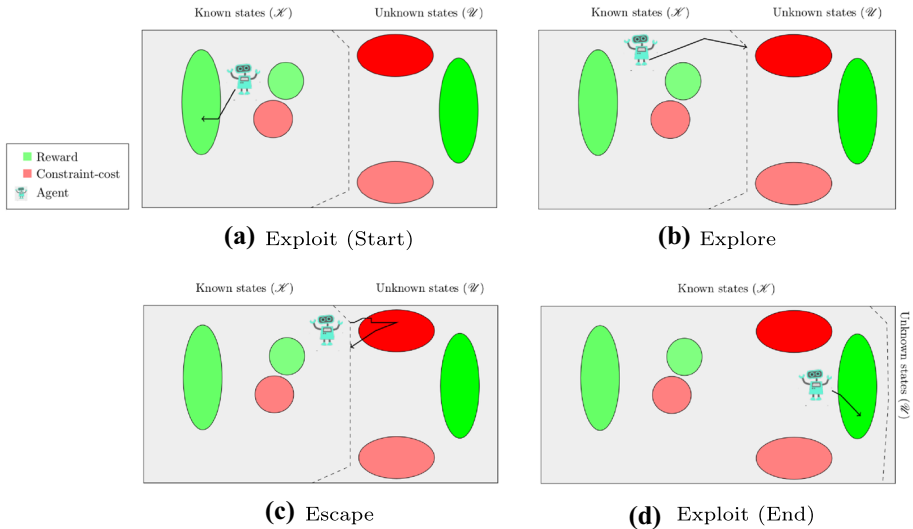 Known states (𝒦)
Unknown states (𝒰)
Known states (𝒦)
Unknown states (𝒰)
Reward
Constraint-cost
Agent
(a) Exploit (Start)
(b) Explore
Known states (𝒦)
Unknown states (𝒰)
Known states (𝒦)
Unknown states (𝒰)
(c) Escape
(d) Exploit (End)